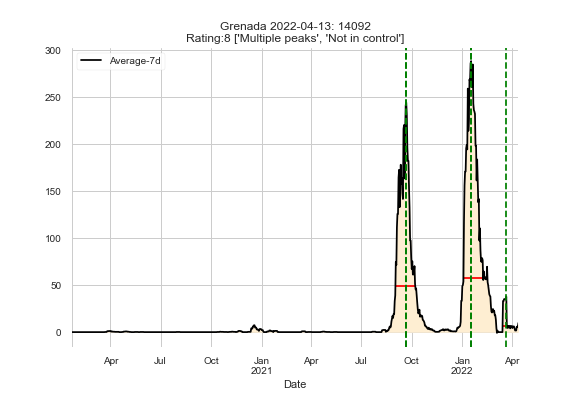 Grenada 2022-04-13: 14092
Rating:8 ['Multiple peaks', 'Not in control']
Average-7d
300
250
200
150
100
50
0
Apr Jul Oct Jan Apr Jul Oct Jan Apr
2021 2022
Date